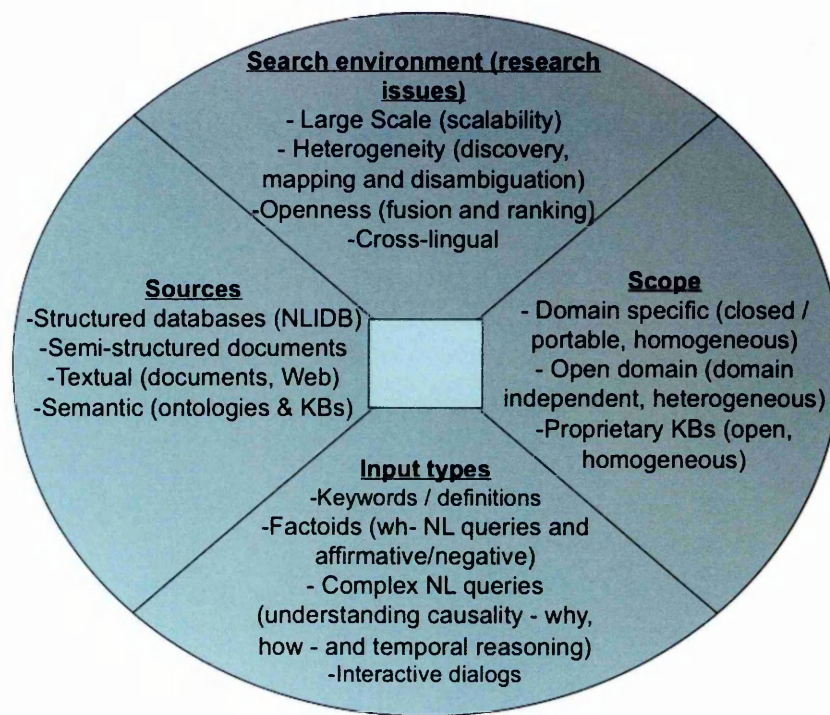 Search environment (research
issues)
- Large Scale (scalability)
- Heterogeneity (discovery,
mapping and disambiguation)
-Openness (fusion and ranking)
-Cross-lingual
Sources
-Structured databases (NLIDB)
-Semi-structured documents
-Textual (documents, Web)
-Semantic (ontologies & KBs)
Scope
- Domain specific (closed /
portable, homogeneous)
- Open domain (domain
independent, heterogeneous)
-Proprietary KBs (open,
homogeneous)
Input types
-Keywords / definitions
-Factoids (wh- NL queries and
affirmative/negative)
- Complex NL queries
(understanding causality - why,
how - and temporal reasoning)
-Interactive dialogs